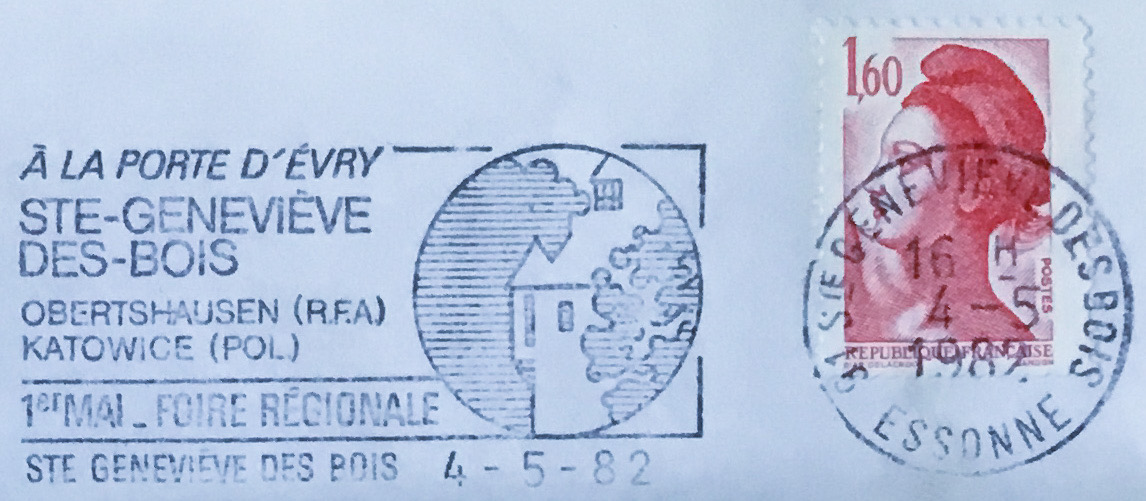 À LA PORTE D'ÉVRY
STE-GENEVIÈVE
DES-BOIS
OBERTSHAUSEN (R.F.A)
KATOWICE (POL.)
1er MAI _ FOIRE RÉGIONALE
STE GENEVIÈVE DES BOIS 4 - 5 - 82
1,60
POSTES
REPUBLIQUE FRANÇAISE
STE GENEVIEVE DES BOIS
16 H
4 - 5
1982
ESSONNE